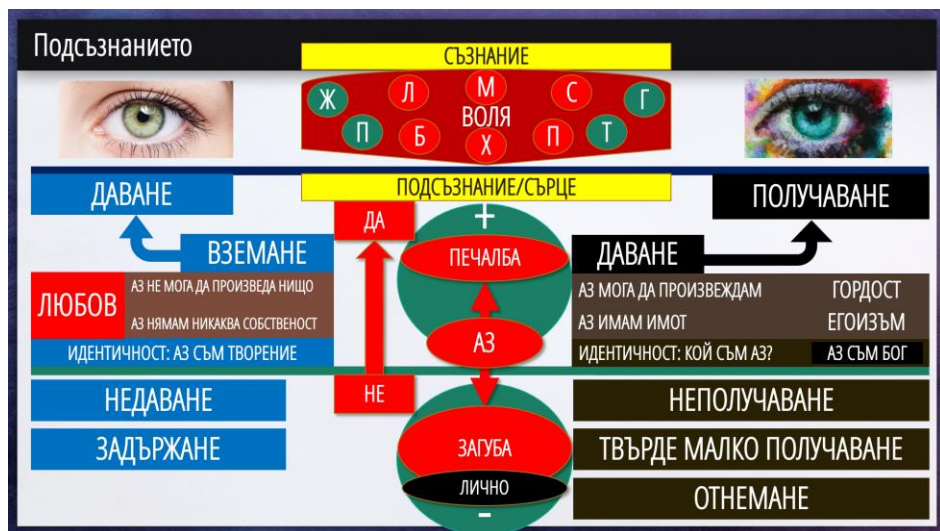 Подсъзнанието
СЪЗНАНИЕ
Ж
Л
М
С
Г
П
Б
ВОЛЯ
Х
П
Т
ПОДСЪЗНАНИЕ/СЪРЦЕ
ДАВАНЕ
ПОЛУЧАВАНЕ
ДА
+
ВЗЕМАНЕ
ПЕЧАЛБА
ДАВАНЕ
ЛЮБОВ
АЗ НЕ МОГА ДА ПРОИЗВЕДА НИЩО
АЗ НЯМАМ НИКАКВА СОБСТВЕНОСТ
ИДЕНТИЧНОСТ: АЗ СЪМ ТВОРЕНИЕ
АЗ
АЗ МОГА ДА ПРОИЗВЕЖДАМ
ГОРДОСТ
АЗ ИМАМ ИМОТ
ЕГОИЗЪМ
ИДЕНТИЧНОСТ: КОЙ СЪМ АЗ?
АЗ СЪМ БОГ
НЕДАВАНЕ
НЕ
НЕПОЛУЧАВАНЕ
ЗАДЪРЖАНЕ
ЗАГУБА
ТВЪРДЕ МАЛКО ПОЛУЧАВАНЕ
ЛИЧНО
ОТНЕМАНЕ
-